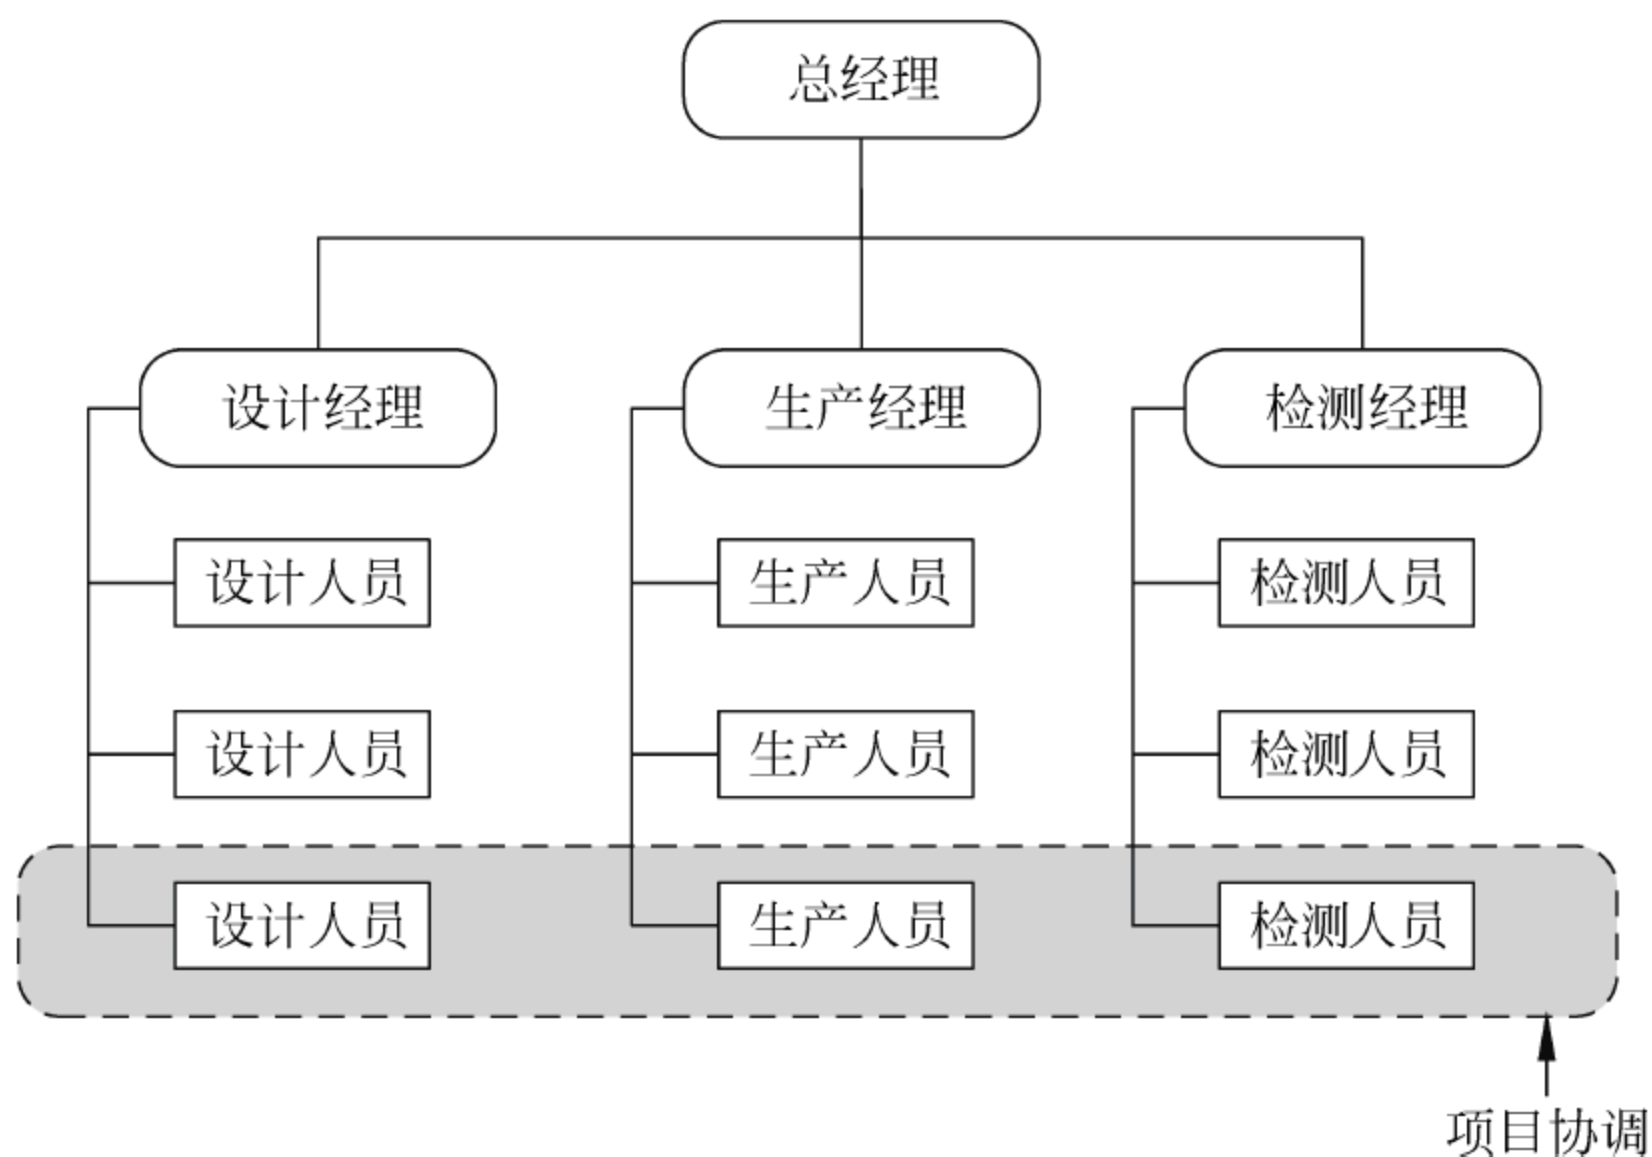 总经理
设计经理
生产经理
检测经理
设计人员
生产人员
检测人员
设计人员
生产人员
检测人员
设计人员
生产人员
检测人员
项目协调